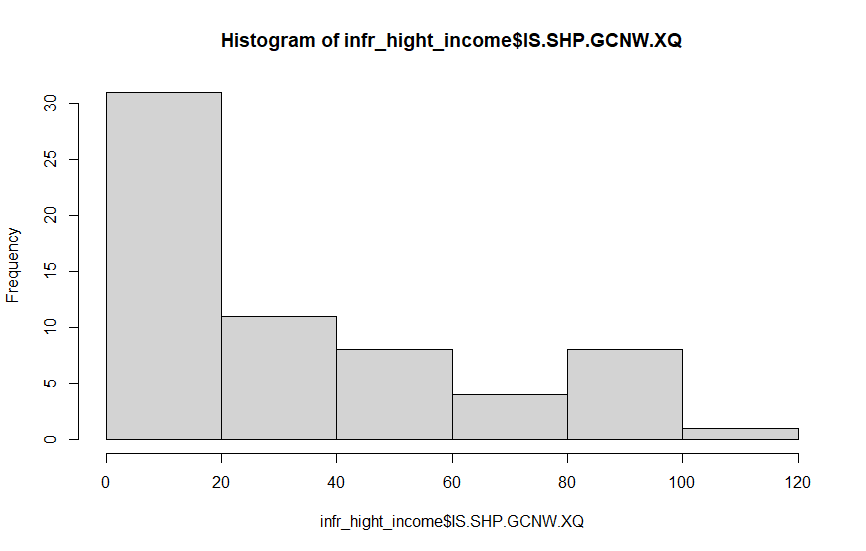 Histogram of infr_hight_income$IS.SHP.GCNW.XQ
Frequency
30
25
20
15
10
5
0
0 20 40 60 80 100 120
infr_hight_income$IS.SHP.GCNW.XQ